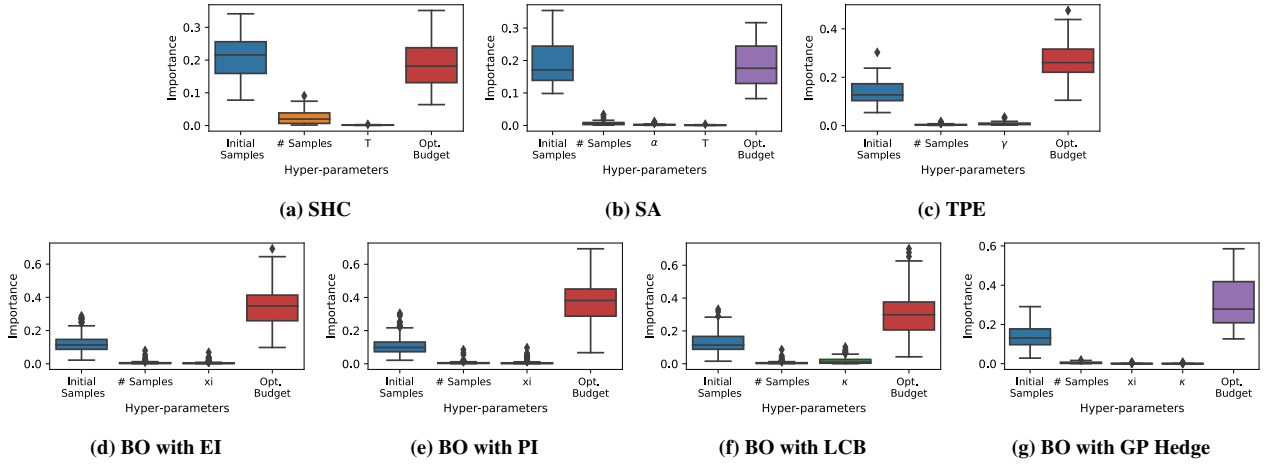 Importance
0.3
0.2
0.1
0.0
Initial Samples
# Samples
T
Opt. Budget
Hyper-parameters
(a) SHC
Importance
0.3
0.2
0.1
0.0
Initial Samples
# Samples
α
T
Opt. Budget
Hyper-parameters
(b) SA
Importance
0.4
0.2
0.0
Initial Samples
# Samples
γ
Opt. Budget
Hyper-parameters
(c) TPE
Importance
0.6
0.4
0.2
0.0
Initial Samples
# Samples
xi
Opt. Budget
Hyper-parameters
(d) BO with EI
Importance
0.6
0.4
0.2
0.0
Initial Samples
# Samples
xi
Opt. Budget
Hyper-parameters
(e) BO with PI
Importance
0.6
0.4
0.2
0.0
Initial Samples
# Samples
κ
Opt. Budget
Hyper-parameters
(f) BO with LCB
Importance
0.6
0.4
0.2
0.0
Initial Samples
# Samples
xi
κ
Opt. Budget
Hyper-parameters
(g) BO with GP Hedge